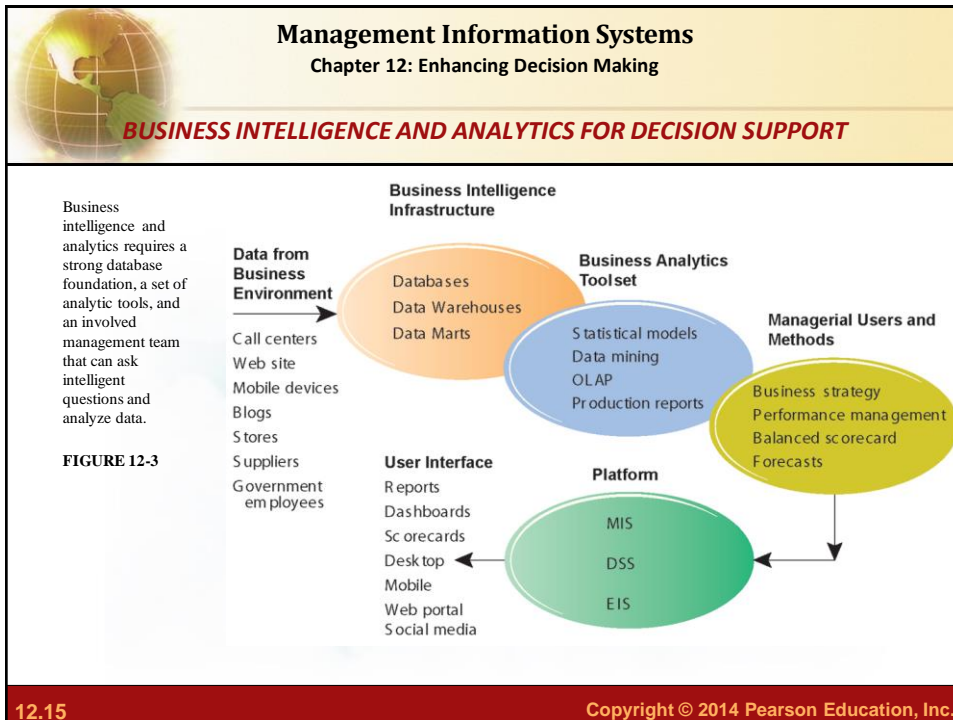 Management Information Systems
Chapter 12: Enhancing Decision Making
BUSINESS INTELLIGENCE AND ANALYTICS FOR DECISION SUPPORT
Business
intelligence and
analytics requires a
strong database
foundation, a set of
analytic tools, and
an involved
management team
that can ask
intelligent
questions and
analyze data.
FIGURE 12-3
Business Intelligence
Infrastructure
Data from
Business
Environment
Call centers
Web site
Mobile devices
Blogs
Stores
Suppliers
Government
employees
Databases
Data Warehouses
Data Marts
Business Analytics
Toolset
Statistical models
Data mining
OLAP
Production reports
Managerial Users and
Methods
Business strategy
Performance management
Balanced scorecard
Forecasts
User Interface
Reports
Dashboards
Scorecards
Desktop
Mobile
Web portal
Social media
Platform
MIS
DSS
EIS
12.15
Copyright © 2014 Pearson Education, Inc.